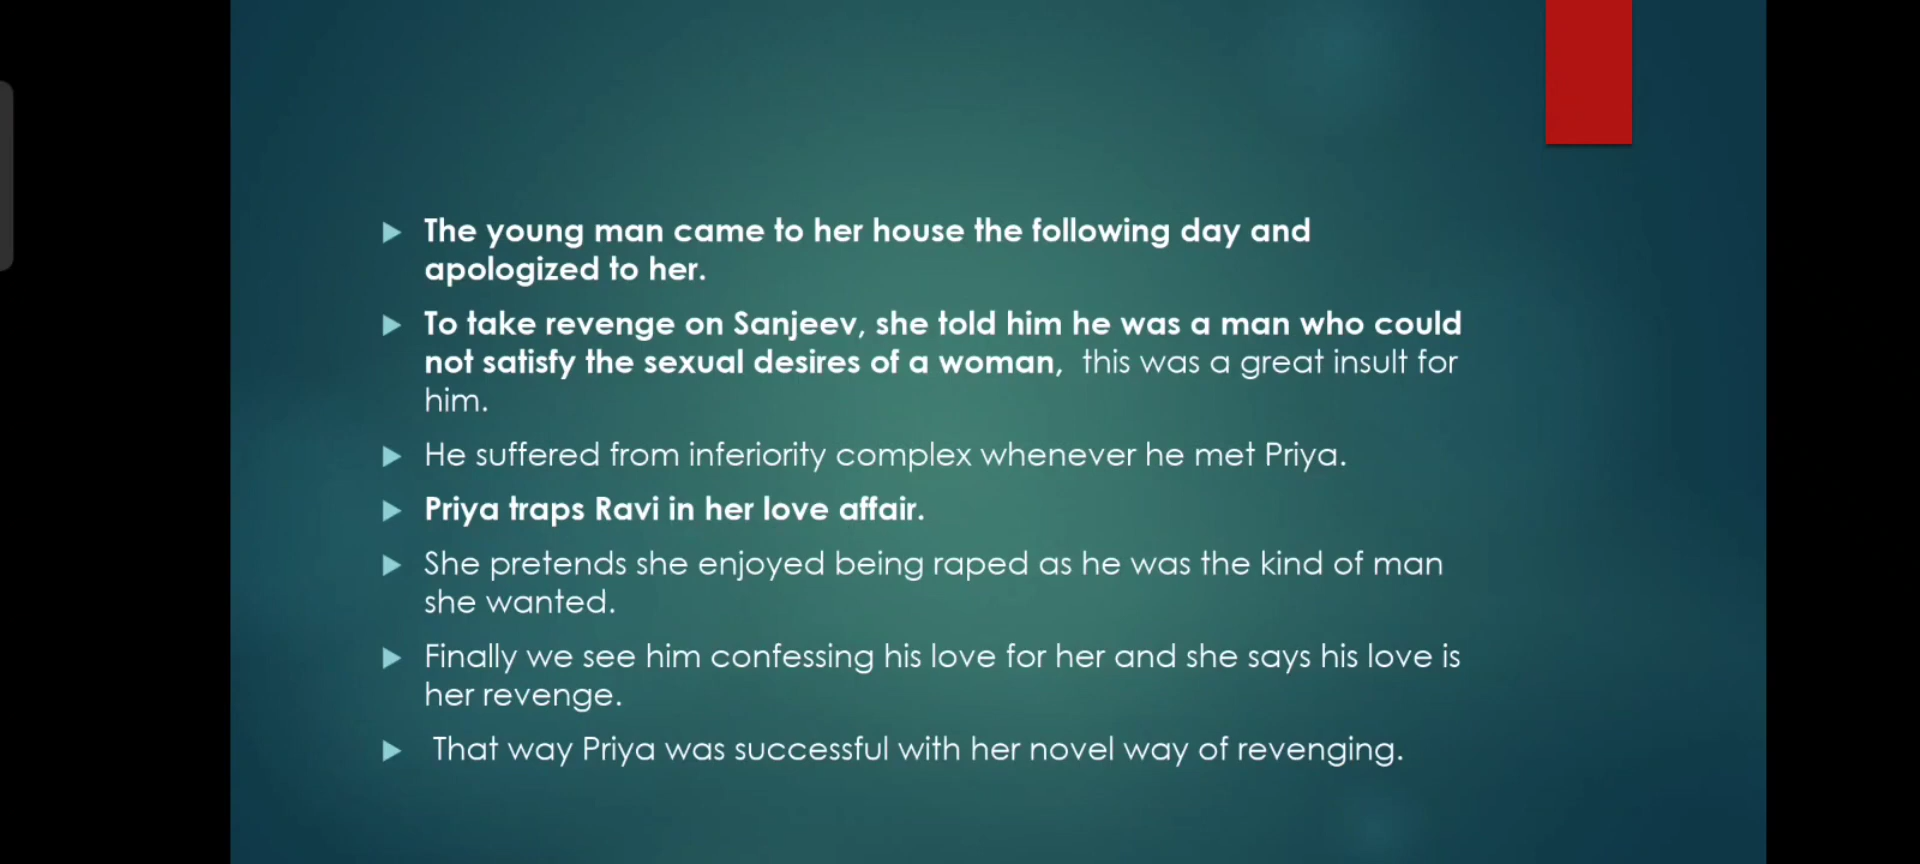 The young man came to her house the following day and
apologized to her.
To take revenge on Sanjeev, she told him he was a man who could
not satisfy the sexual desires of a woman, this was a great insult for
him.
He suffered from inferiority complex whenever he met Priya.
Priya traps Ravi in her love affair.
She pretends she enjoyed being raped as he was the kind of man
she wanted.
Finally we see him confessing his love for her and she says his love is
her revenge.
That way Priya was successful with her novel way of revenging.